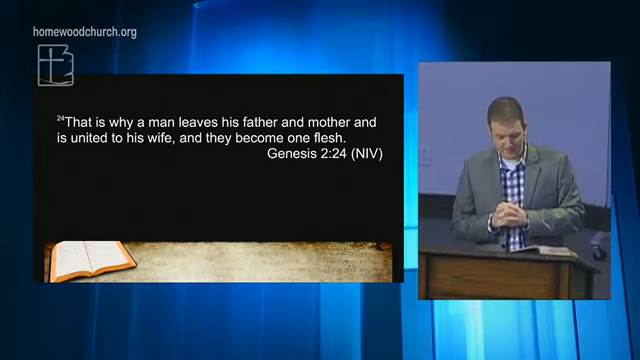 homewoodchurch.org
24That is why a man leaves his father and mother and
is united to his wife, and they become one flesh.
Genesis 2:24 (NIV)